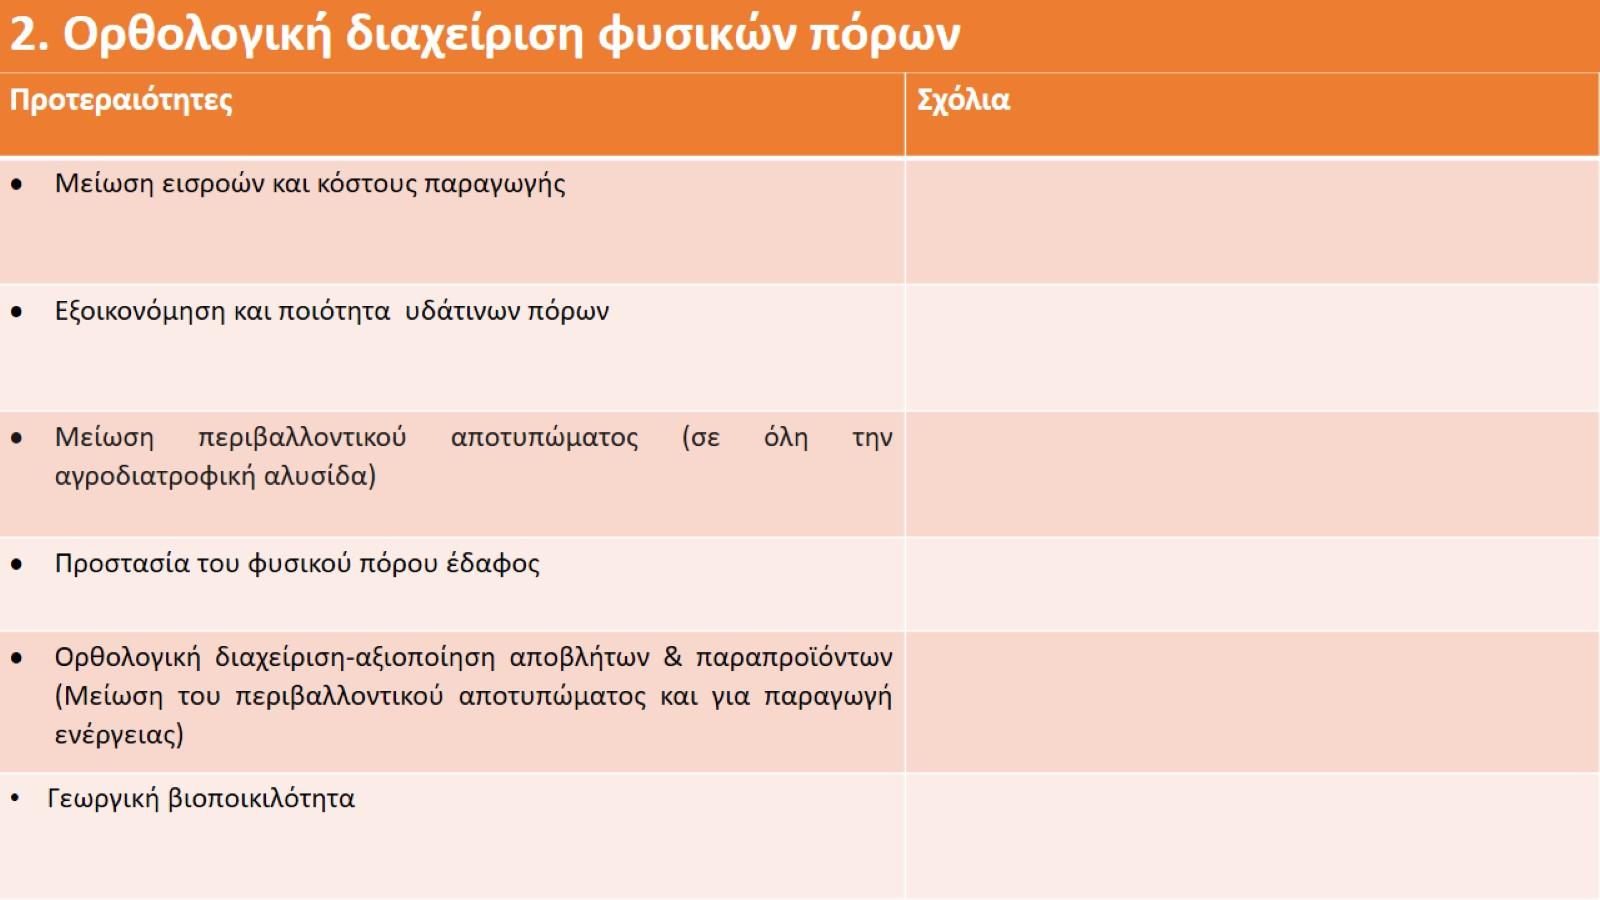 2. Ορθολογική διαχείριση φυσικών πόρων
Προτεραιότητες
Σχόλια
● Μείωση εισροών και κόστους παραγωγής
● Εξοικονόμηση και ποιότητα  υδάτινων πόρων
● Μείωση περιβαλλοντικού αποτυπώματος (σε όλη την
αγροδιατροφική αλυσίδα)
● Προστασία του φυσικού πόρου έδαφος
● Ορθολογική διαχείριση-αξιοποίηση αποβλήτων & παραπροϊόντων
(Μείωση του περιβαλλοντικού αποτυπώματος και για παραγωγή
ενέργειας)
• Γεωργική βιοποικιλότητα